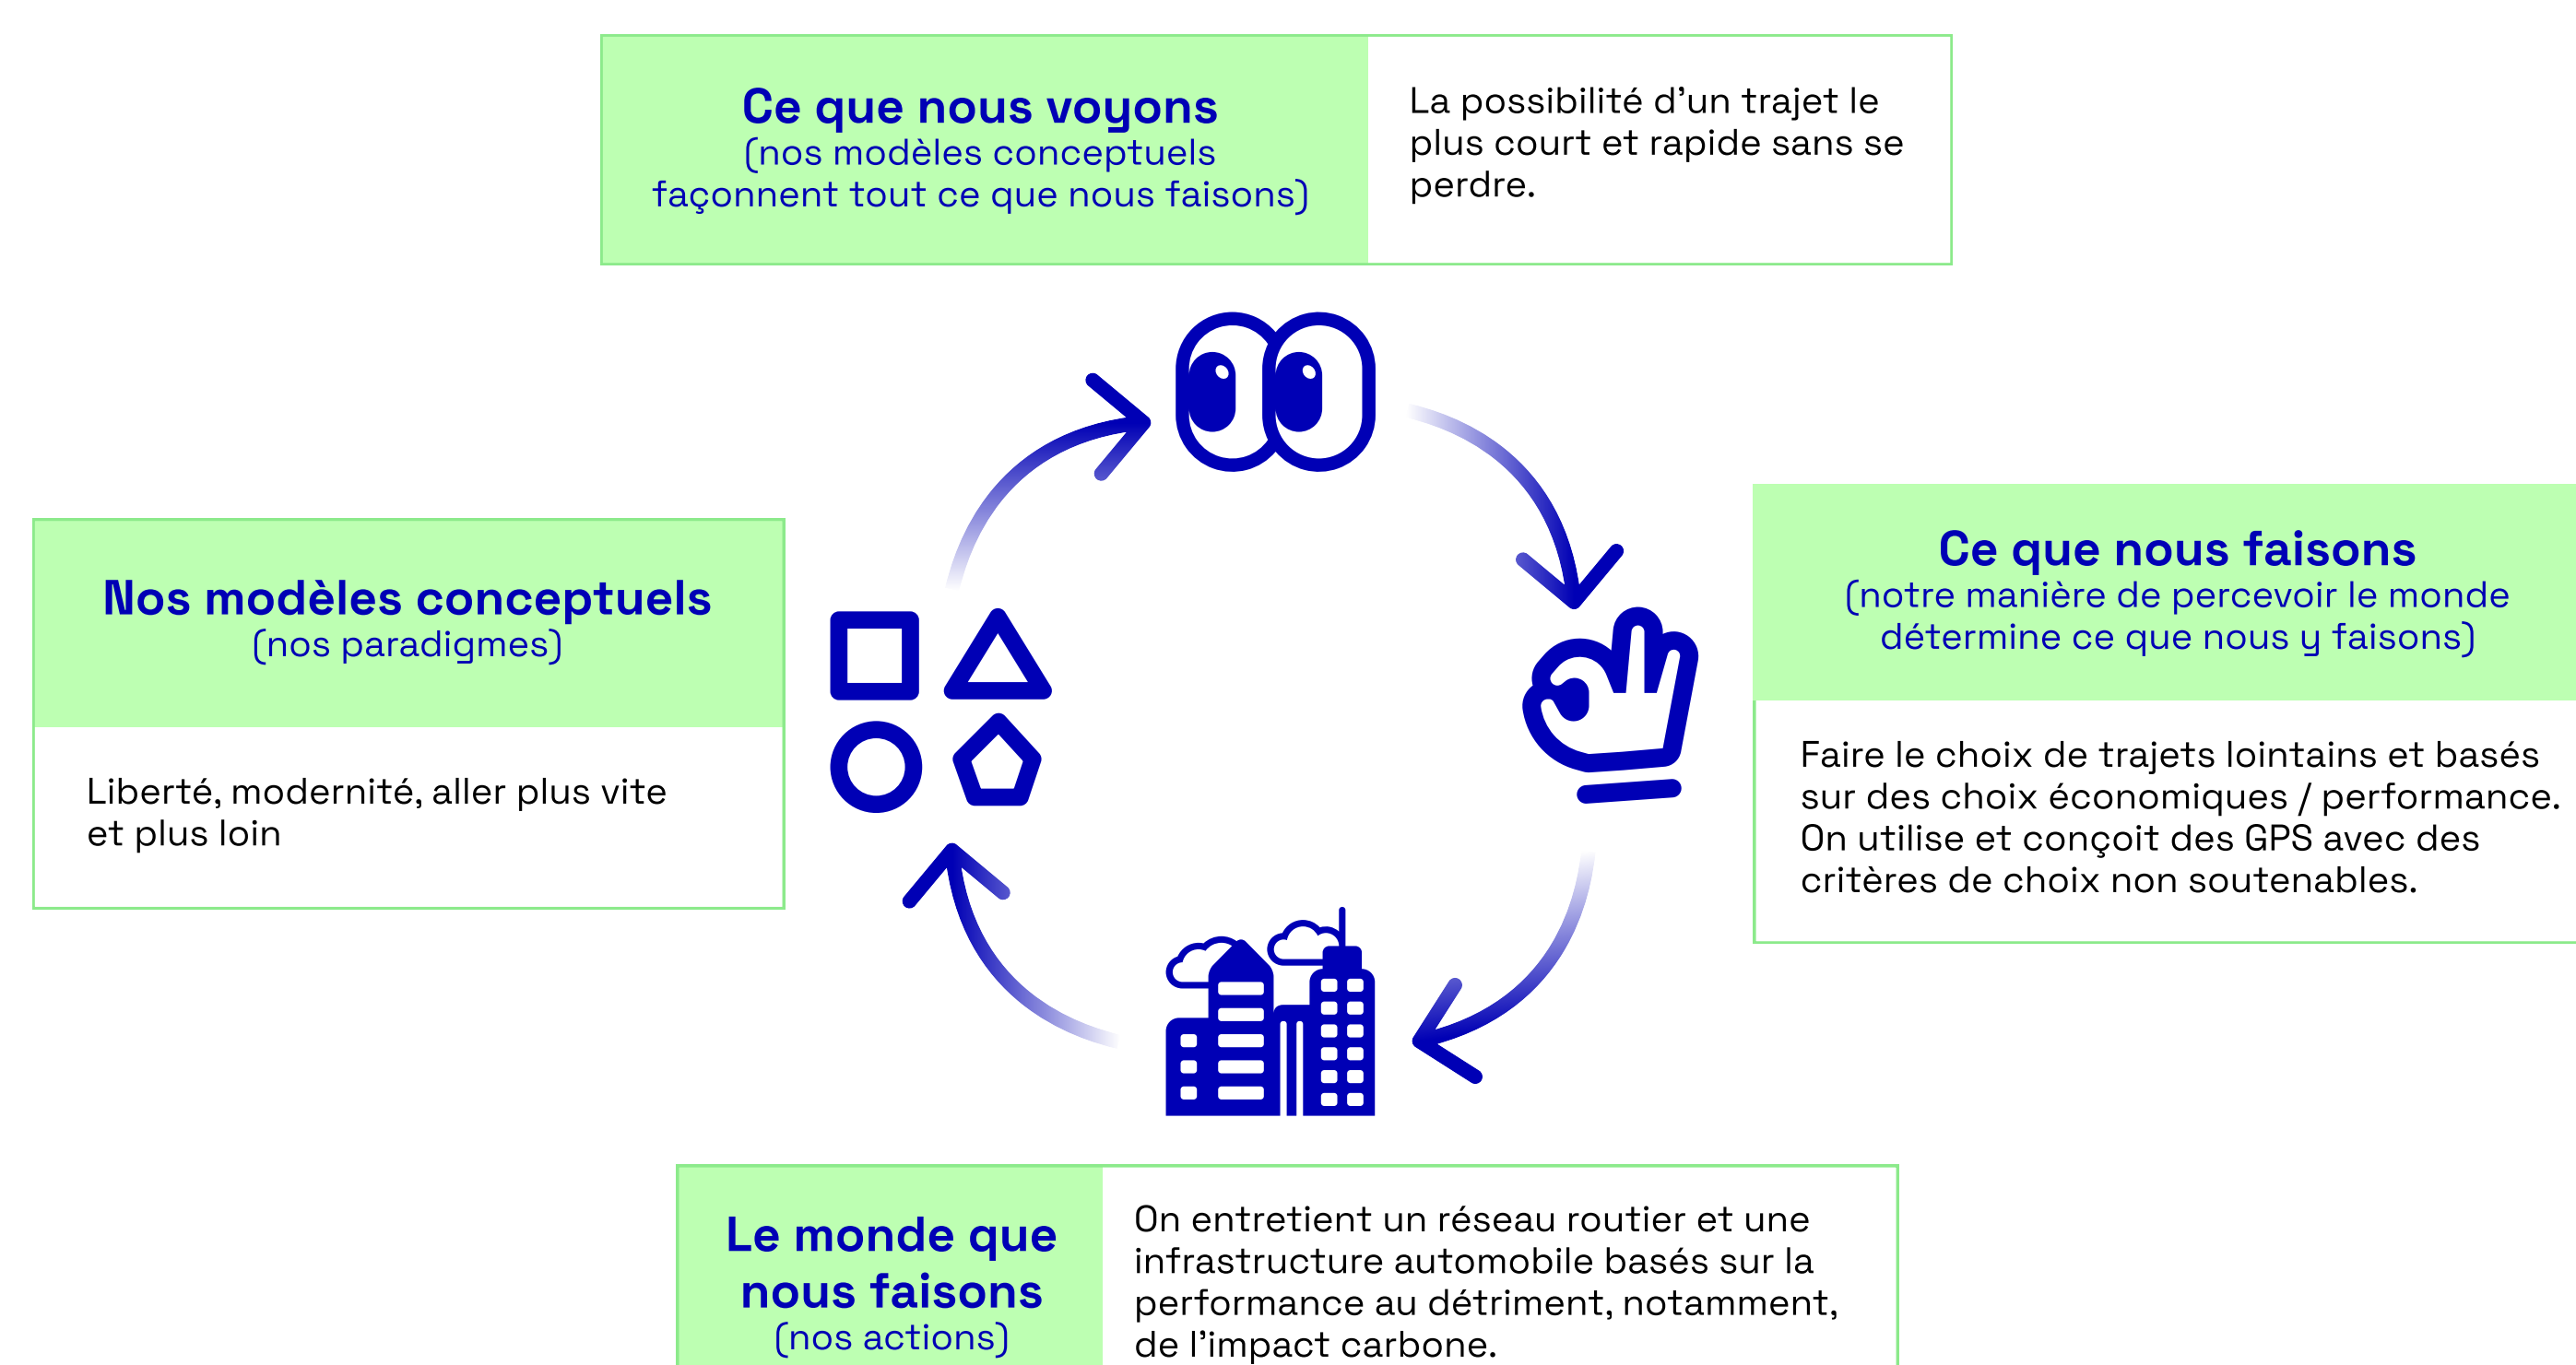 Ce que nous voyons
(nos modèles conceptuels
façonnent tout ce que nous faisons)
La possibilité d’un trajet le
plus court et rapide sans se
perdre.
Nos modèles conceptuels
(nos paradigmes)
Liberté, modernité, aller plus vite
et plus loin
Ce que nous faisons
(notre manière de percevoir le monde
détermine ce que nous y faisons)
Faire le choix de trajets lointains et basés
sur des choix économiques / performance.
On utilise et conçoit des GPS avec des
critères de choix non soutenables.
Le monde que
nous faisons
(nos actions)
On entretient un réseau routier et une
infrastructure automobile basés sur la
performance au détriment, notamment,
de l’impact carbone.